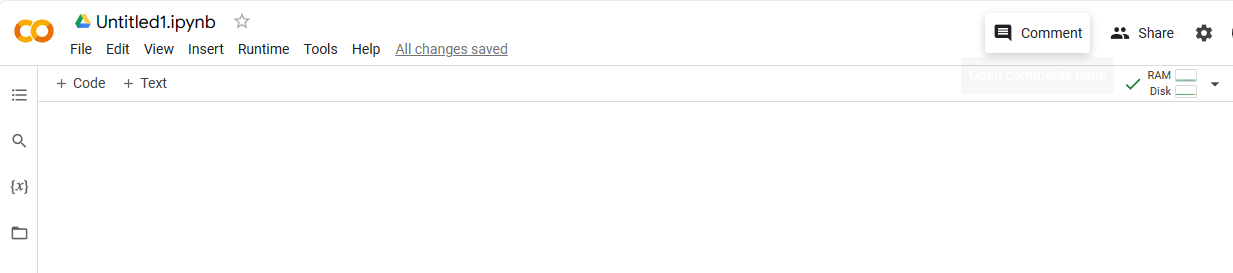 Untitled1.ipynb
File Edit View Insert Runtime Tools Help All changes saved
Comment Share
Open comments pane
+ Code + Text
RAM
Disk
{x}